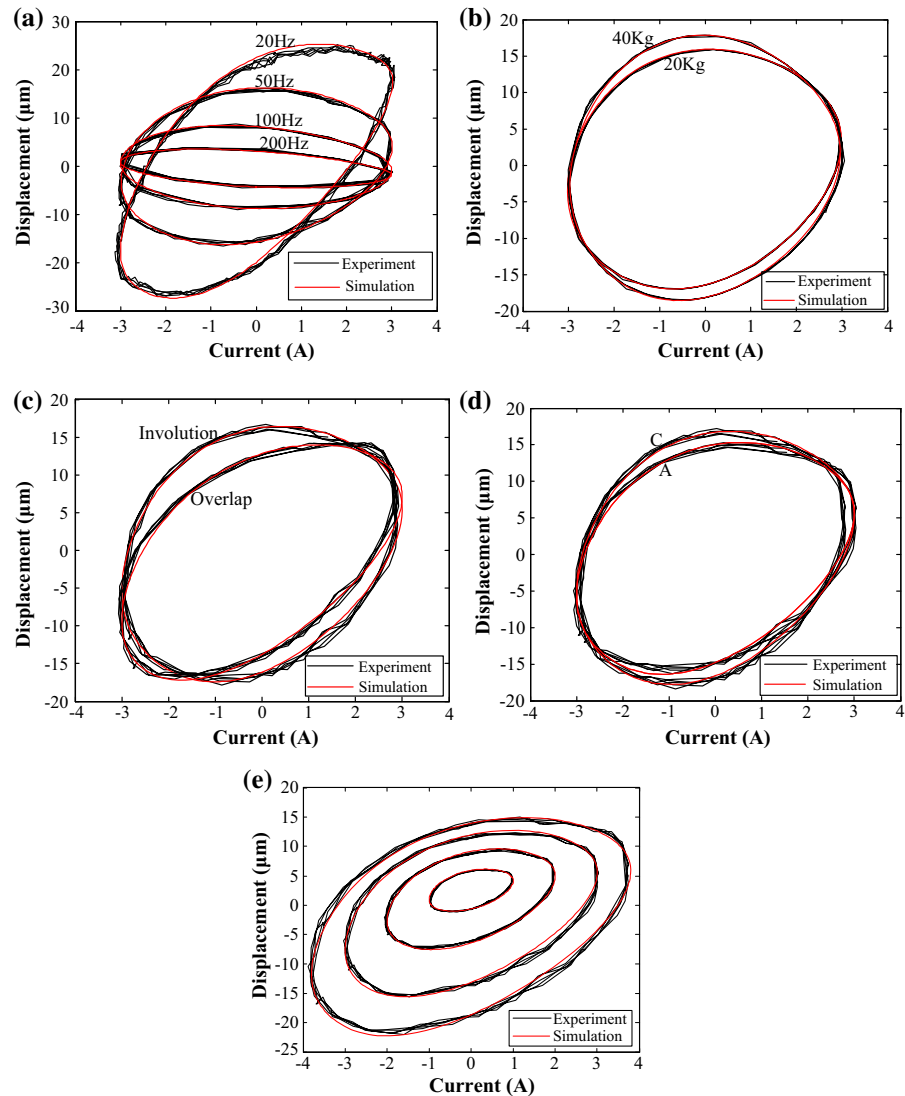 (a)
30
20
10
0
-10
-20
-30
20Hz
50Hz
100Hz
200Hz
Experiment
Simulation
-4 -3 -2 -1 0 1 2 3 4
Current (A)
Displacement (µm)
(b)
20
15
10
5
0
-5
-10
-15
-20
40Kg
20Kg
Experiment
Simulation
-4 -3 -2 -1 0 1 2 3 4
Current (A)
Displacement (µm)
(c)
20
15
10
5
0
-5
-10
-15
-20
Involution
Overlap
Experiment
Simulation
-4 -3 -2 -1 0 1 2 3 4
Current (A)
Displacement (µm)
(d)
20
15
10
5
0
-5
-10
-15
-20
C
A
Experiment
Simulation
-4 -3 -2 -1 0 1 2 3 4
Current (A)
Displacement (µm)
(e)
20
15
10
5
0
-5
-10
-15
-20
-25
Experiment
Simulation
-4 -3 -2 -1 0 1 2 3 4
Current (A)
Displacement (µm)